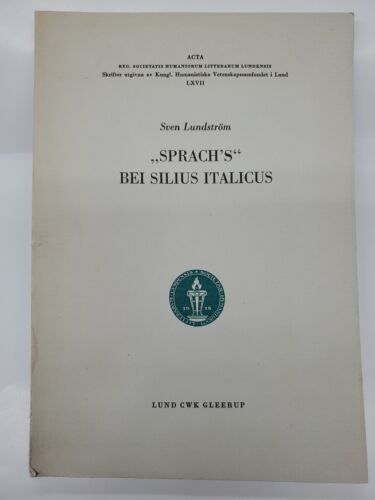 ACTA
REG. SOCIETATIS HUMANIORUM LITTERARUM LUNDENSIS
Skrifter utgivna av Kungl. Humanistiska Vetenskapssamfundet i Lund
LXVII
Sven Lundström
„SPRACH'S“
BEI SILIUS ITALICUS
LUND CWK GLEERUP